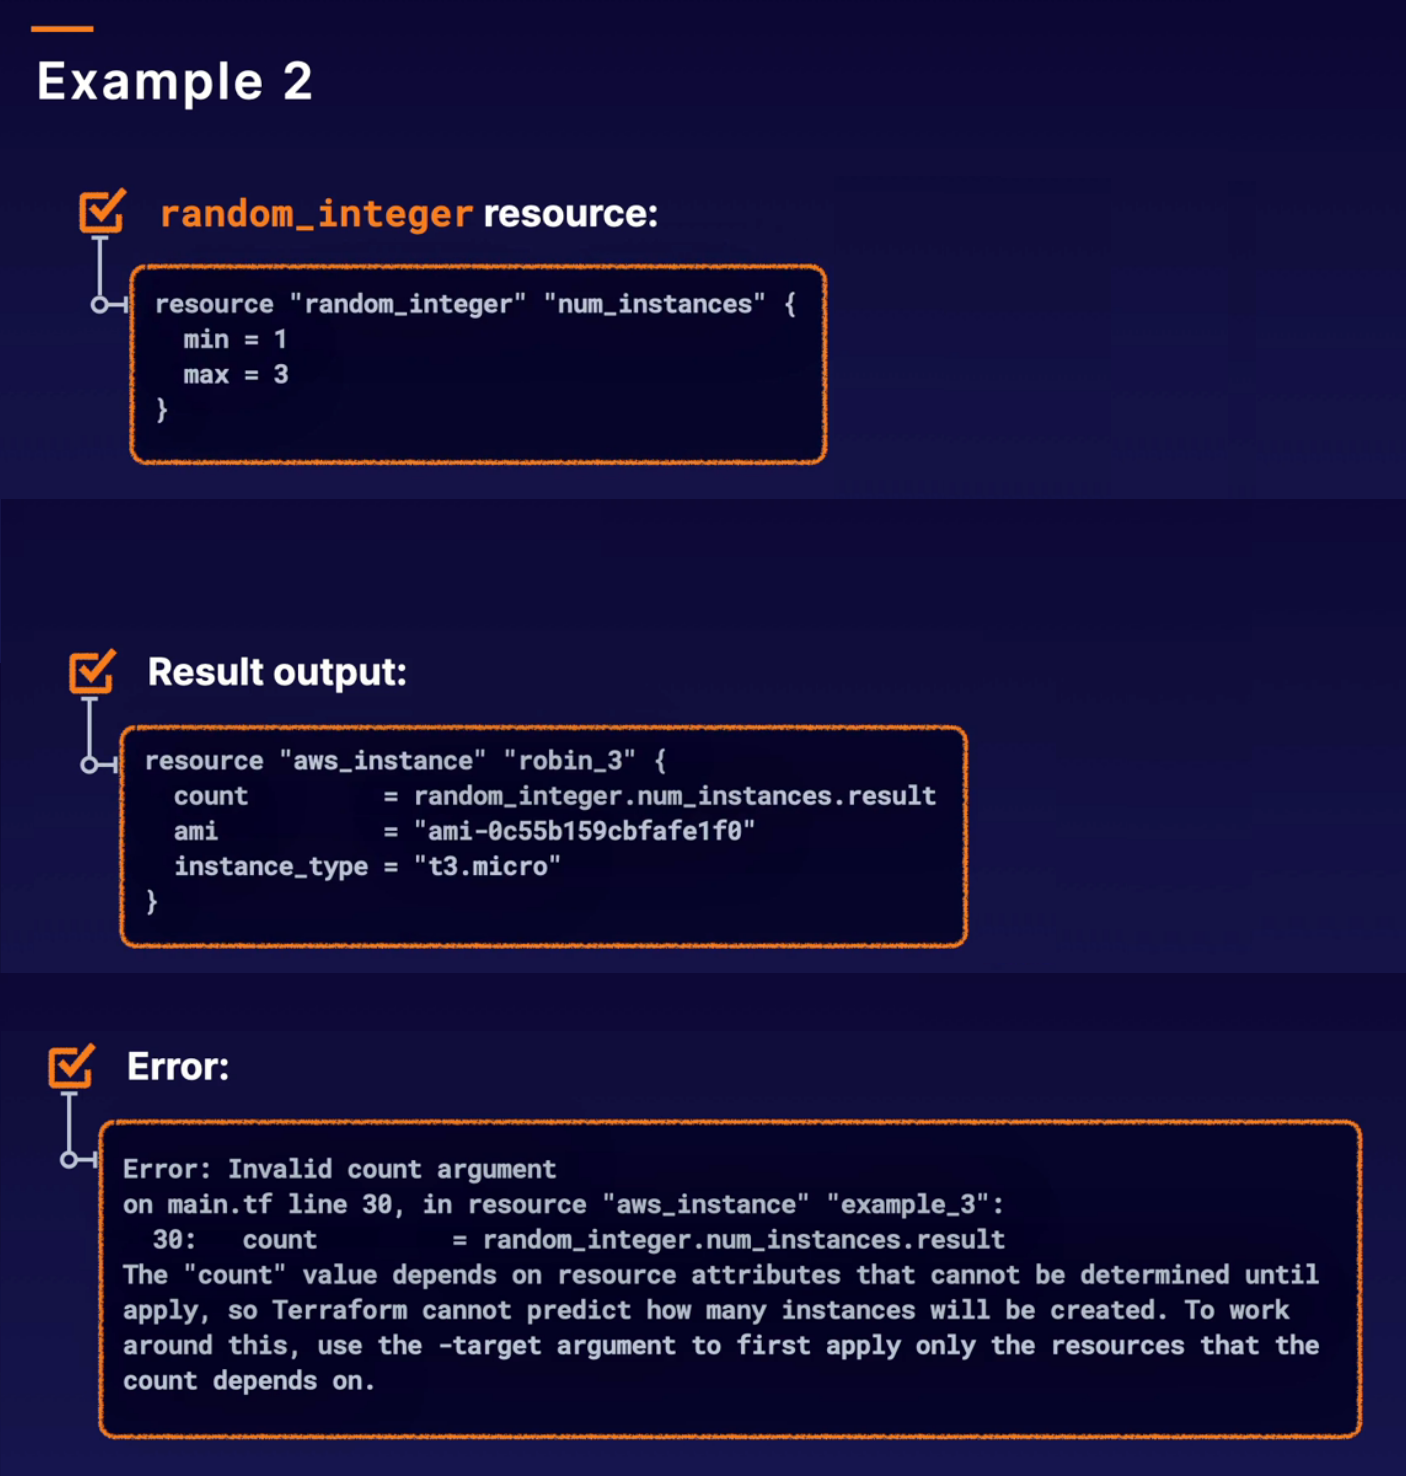 Example 2
random_integer resource:
resource "random_integer" "num_instances" {
  min = 1
  max = 3
}
Result output:
resource "aws_instance" "robin_3" {
  count         = random_integer.num_instances.result
  ami           = "ami-0c55b159cbfafe1f0"
  instance_type = "t3.micro"
}
Error:
Error: Invalid count argument
on main.tf line 30, in resource "aws_instance" "example_3":
  30:   count         = random_integer.num_instances.result
The "count" value depends on resource attributes that cannot be determined until
apply, so Terraform cannot predict how many instances will be created. To work
around this, use the -target argument to first apply only the resources that the
count depends on.